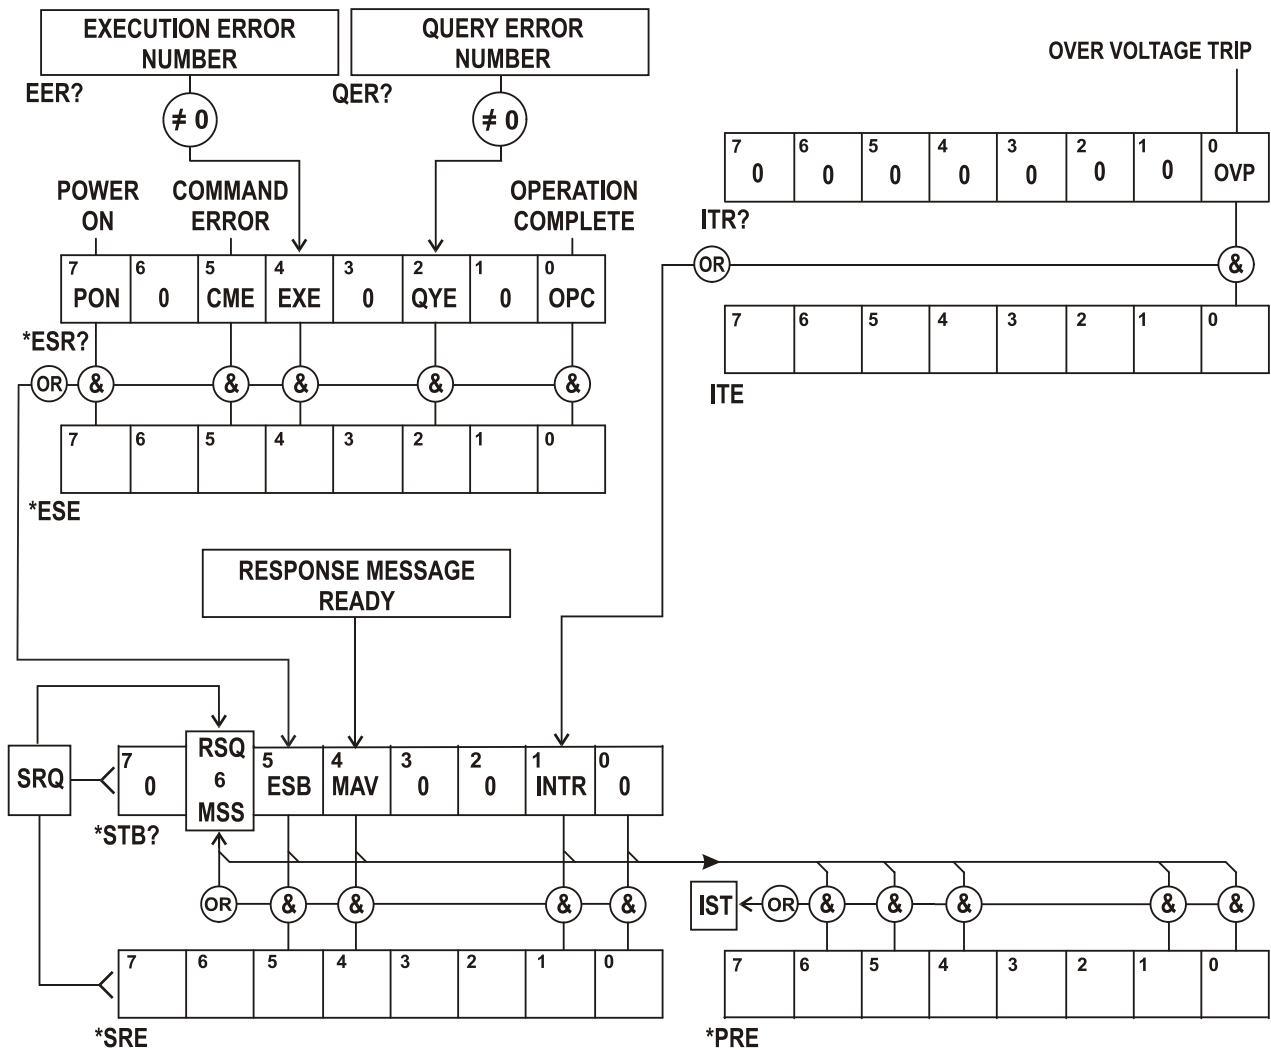 EXECUTION ERROR
NUMBER
QUERY ERROR
NUMBER
OVER VOLTAGE TRIP
EER?
QER?
≠ 0
≠ 0
7 6 5 4 3 2 1 0
0 0 0 0 0 0 0 OVP
ITR?
POWER
ON
COMMAND
ERROR
OPERATION
COMPLETE
OR &
7 6 5 4 3 2 1 0
PON 0 CME EXE 0 QYE 0 OPC
*ESR?
7 6 5 4 3 2 1 0
ITE
OR & & & & &
7 6 5 4 3 2 1 0
*ESE
RESPONSE MESSAGE
READY
SRQ
7 RSQ 5 4 3 2 1 0
0 6 ESB MAV 0 0 INTR 0
MSS
*STB?
OR & & & &
IST OR & & & & &
7 6 5 4 3 2 1 0
*SRE
7 6 5 4 3 2 1 0
*PRE